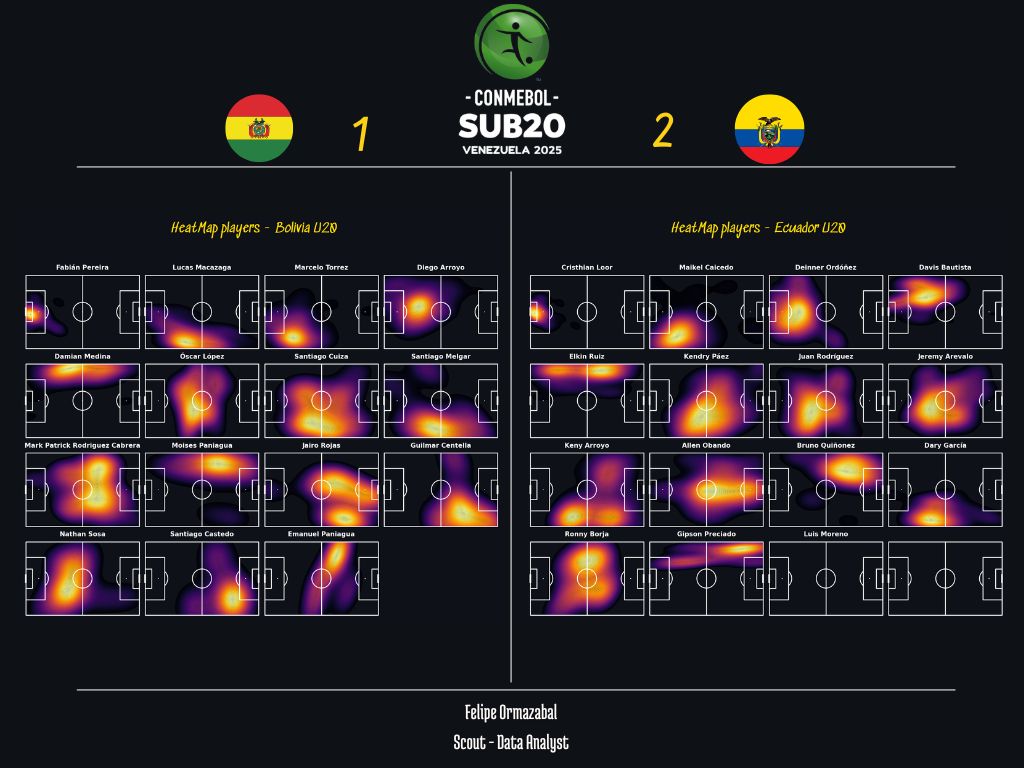 TM
- CONMEBOL -
SUB20
VENEZUELA 2025
1
2
HeatMap players - Bolivia U20
Fabián Pereira Lucas Macazaga Marcelo Torrez Diego Arroyo
Damian Medina Óscar López Santiago Cuiza Santiago Melgar
Mark Patrick Rodriguez Cabrera Moises Paniagua Jairo Rojas Guilmar Centella
Nathan Sosa Santiago Castedo Emanuel Paniagua
HeatMap players - Ecuador U20
Cristhian Loor Maikel Caicedo Deinner Ordóñez Davis Bautista
Elkin Ruiz Kendry Páez Juan Rodríguez Jeremy Arevalo
Keny Arroyo Allen Obando Bruno Quiñonez Dary García
Ronny Borja Gipson Preciado Luis Moreno
Felipe Ormazabal
Scout - Data Analyst